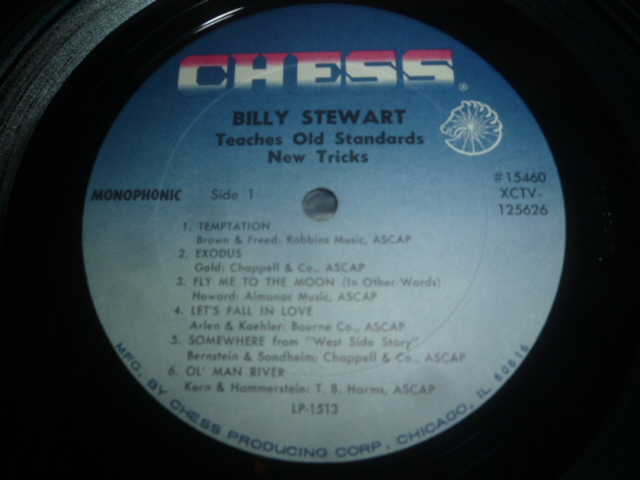 CHESS
®
BILLY STEWART
Teaches Old Standards
New Tricks
MONOPHONIC Side 1
#15460
XCTV-
125626
1. TEMPTATION
Brown & Freed: Robbins Music, ASCAP
2. EXODUS
Gold: Chappell & Co., ASCAP
3. FLY ME TO THE MOON (In Other Words)
Howard: Almanac Music, ASCAP
4. LET'S FALL IN LOVE
Arlen & Koehler: Bourne Co., ASCAP
5. SOMEWHERE from "West Side Story"
Bernstein & Sondheim: Chappell & Co., ASCAP
6. OL' MAN RIVER
Kern & Hammerstein: T. B. Harms, ASCAP
LP-1513
MFG. BY CHESS PRODUCING CORP. CHICAGO, IL. 60616